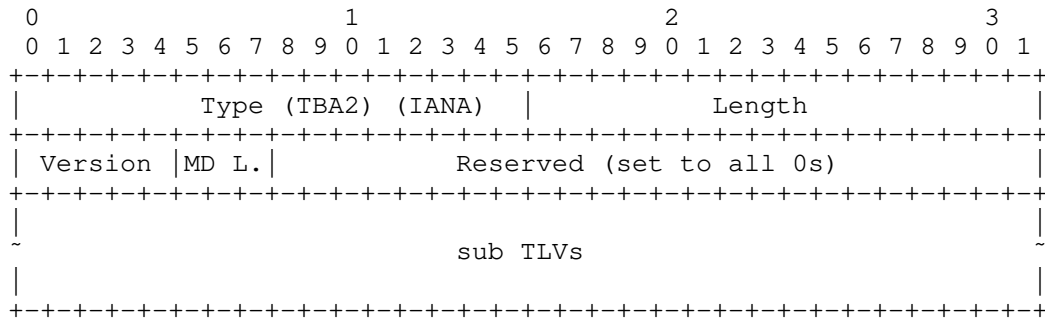 0                   1                   2                   3
0 1 2 3 4 5 6 7 8 9 0 1 2 3 4 5 6 7 8 9 0 1 2 3 4 5 6 7 8 9 0 1
+-+-+-+-+-+-+-+-+-+-+-+-+-+-+-+-+-+-+-+-+-+-+-+-+-+-+-+-+-+-+-+-+
|           Type (TBA2) (IANA)  |           Length              |
+-+-+-+-+-+-+-+-+-+-+-+-+-+-+-+-+-+-+-+-+-+-+-+-+-+-+-+-+-+-+-+-+
| Version |MD L.|           Reserved (set to all 0s)            |
+-+-+-+-+-+-+-+-+-+-+-+-+-+-+-+-+-+-+-+-+-+-+-+-+-+-+-+-+-+-+-+-+
|                                                               |
~                           sub TLVs                            ~
|                                                               |
+-+-+-+-+-+-+-+-+-+-+-+-+-+-+-+-+-+-+-+-+-+-+-+-+-+-+-+-+-+-+-+-+